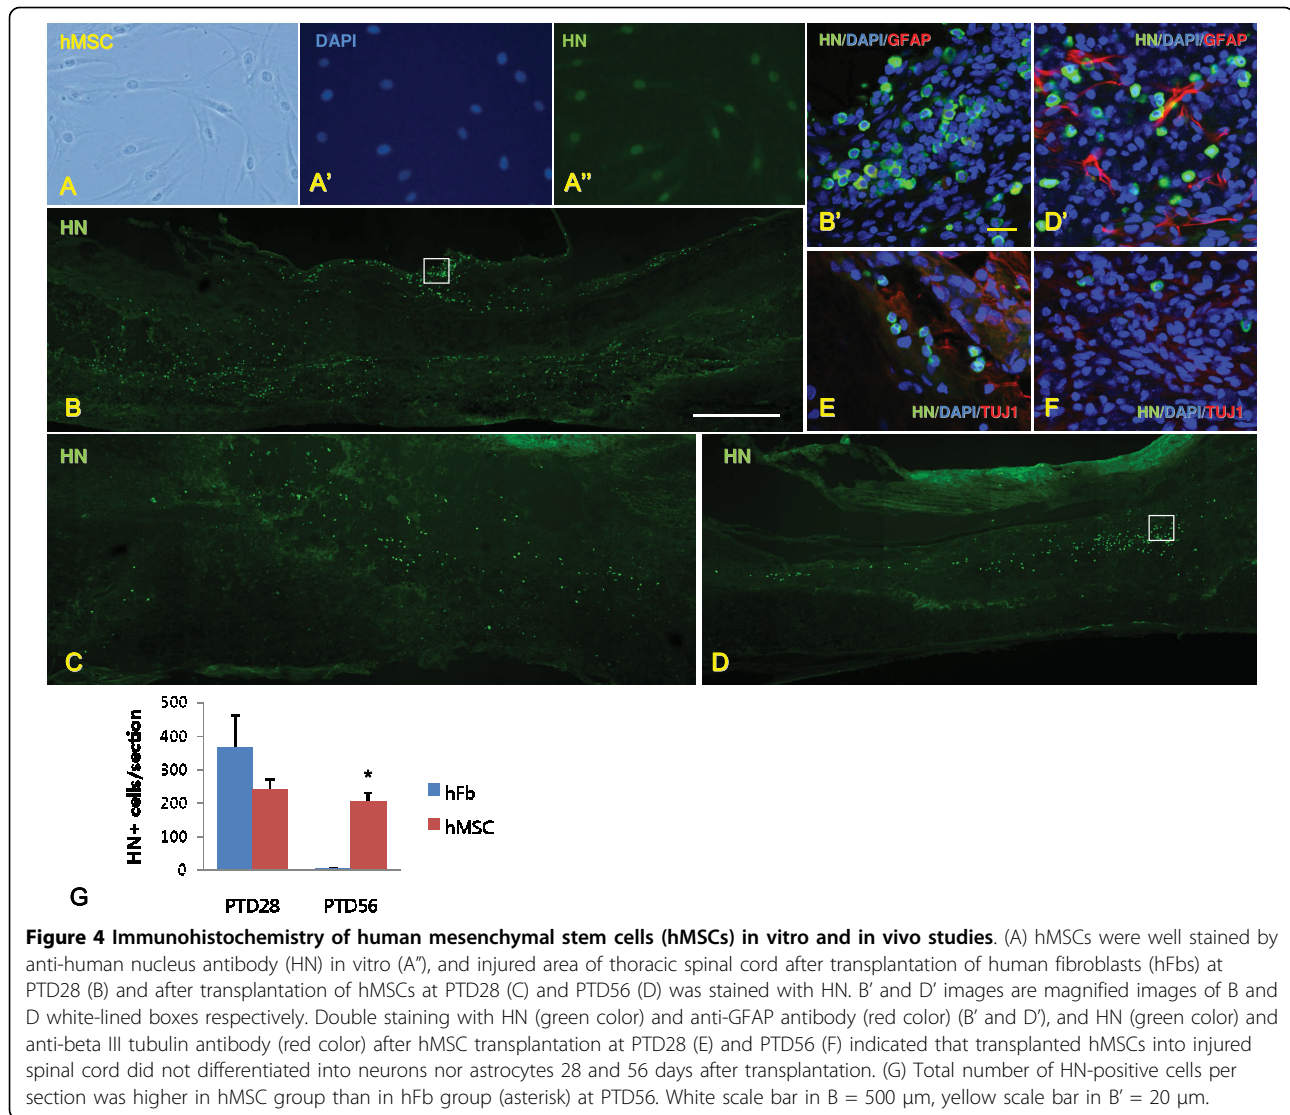 hMSC
DAPI
HN
HN/DAPI/GFAP
HN/DAPI/GFAP
A
A'
A"
B'
D'
HN
B
E
HN/DAPI/TUJ1
F
HN/DAPI/TUJ1
HN
C
HN
D
500
400
300
200
100
0
HN+ cells/section
*
hFb
hMSC
PTD28
PTD56
G
Figure 4 Immunohistochemistry of human mesenchymal stem cells (hMSCs) in vitro and in vivo studies. (A) hMSCs were well stained by
anti-human nucleus antibody (HN) in vitro (A"), and injured area of thoracic spinal cord after transplantation of human fibroblasts (hFbs) at
PTD28 (B) and after transplantation of hMSCs at PTD28 (C) and PTD56 (D) was stained with HN. B' and D' images are magnified images of B and
D white-lined boxes respectively. Double staining with HN (green color) and anti-GFAP antibody (red color) (B' and D'), and HN (green color) and
anti-beta III tubulin antibody (red color) after hMSC transplantation at PTD28 (E) and PTD56 (F) indicated that transplanted hMSCs into injured
spinal cord did not differentiated into neurons nor astrocytes 28 and 56 days after transplantation. (G) Total number of HN-positive cells per
section was higher in hMSC group than in hFb group (asterisk) at PTD56. White scale bar in B = 500 μm, yellow scale bar in B' = 20 μm.